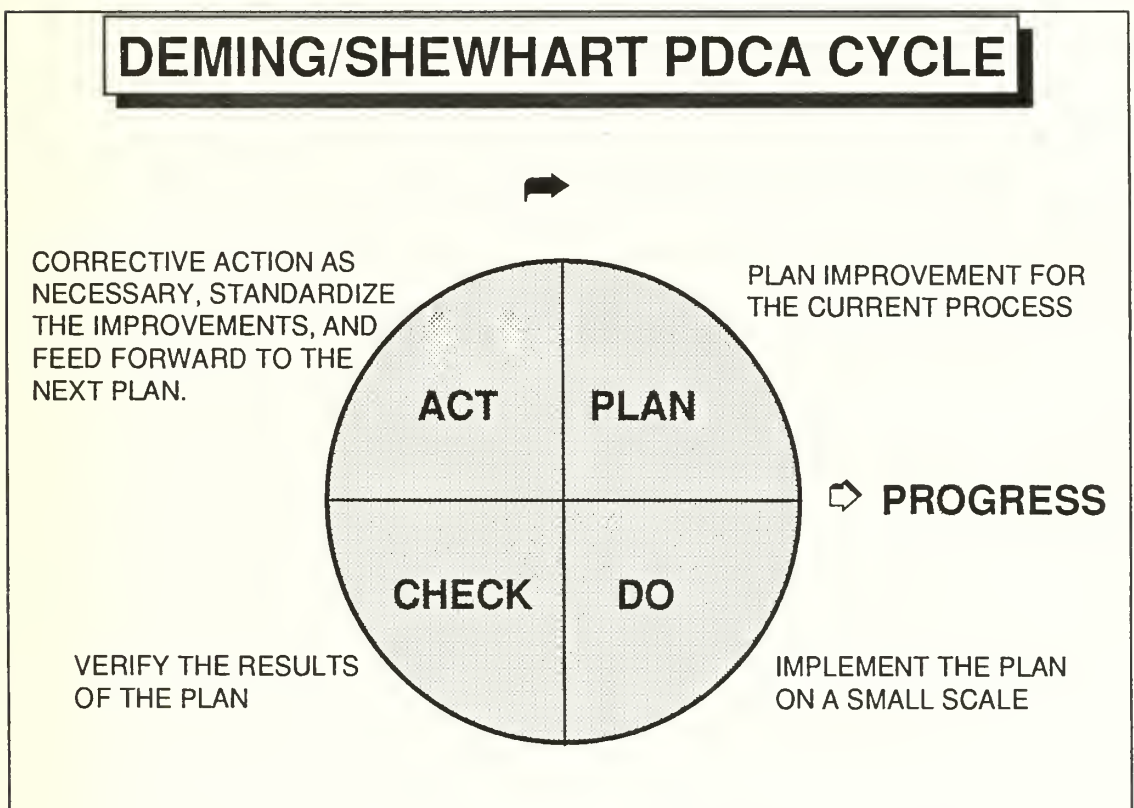 DEMING/SHEWHART PDCA CYCLE
CORRECTIVE ACTION AS
NECESSARY, STANDARDIZE
THE IMPROVEMENTS, AND
FEED FORWARD TO THE
NEXT PLAN.
PLAN IMPROVEMENT FOR
THE CURRENT PROCESS
ACT
PLAN
PROGRESS
CHECK
DO
VERIFY THE RESULTS
OF THE PLAN
IMPLEMENT THE PLAN
ON A SMALL SCALE